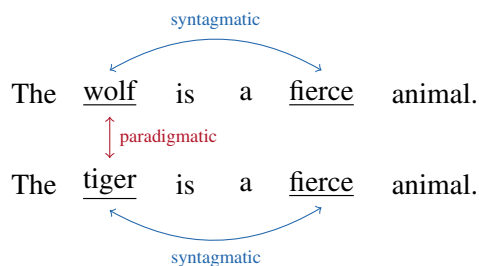 syntagmatic
The wolf is a fierce animal.
paradigmatic
The tiger is a fierce animal.
syntagmatic